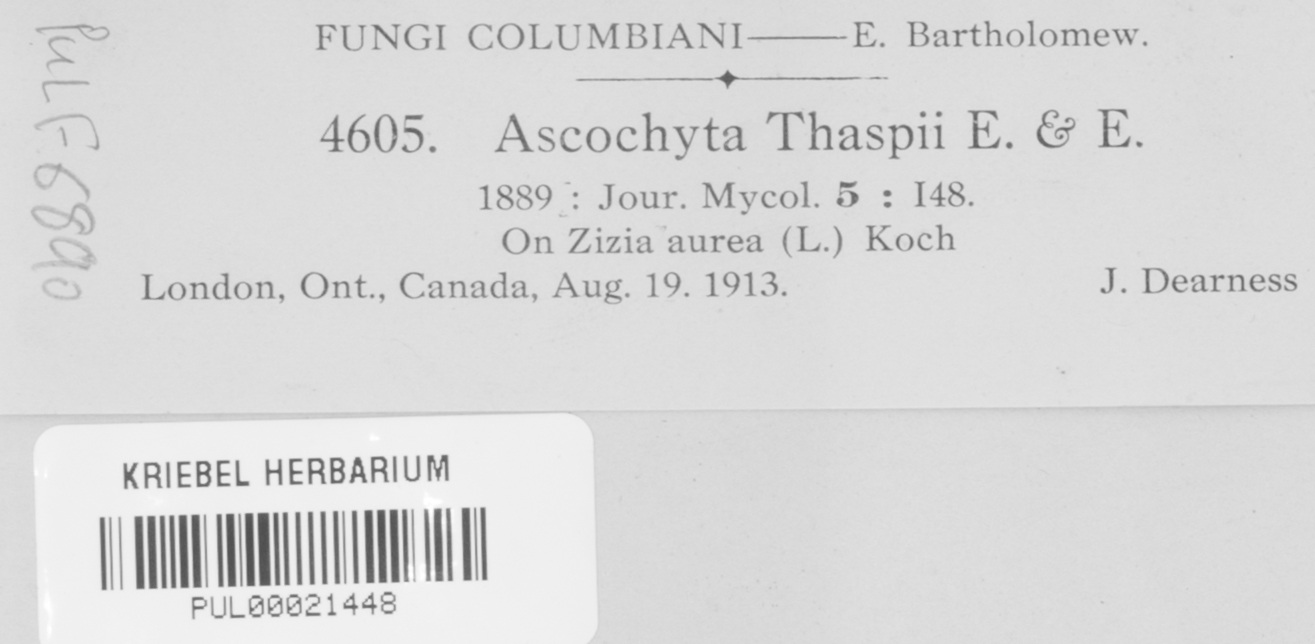 FUNGI COLUMBIANI——E. Bartholomew.
4605. Ascochyta Thaspii E. & E.
1889 : Jour. Mycol. 5 : I48.
On Zizia aurea (L.) Koch
London, Ont., Canada, Aug. 19. 1913. J. Dearness
PUL F6890
KRIEBEL HERBARIUM
PUL00021448